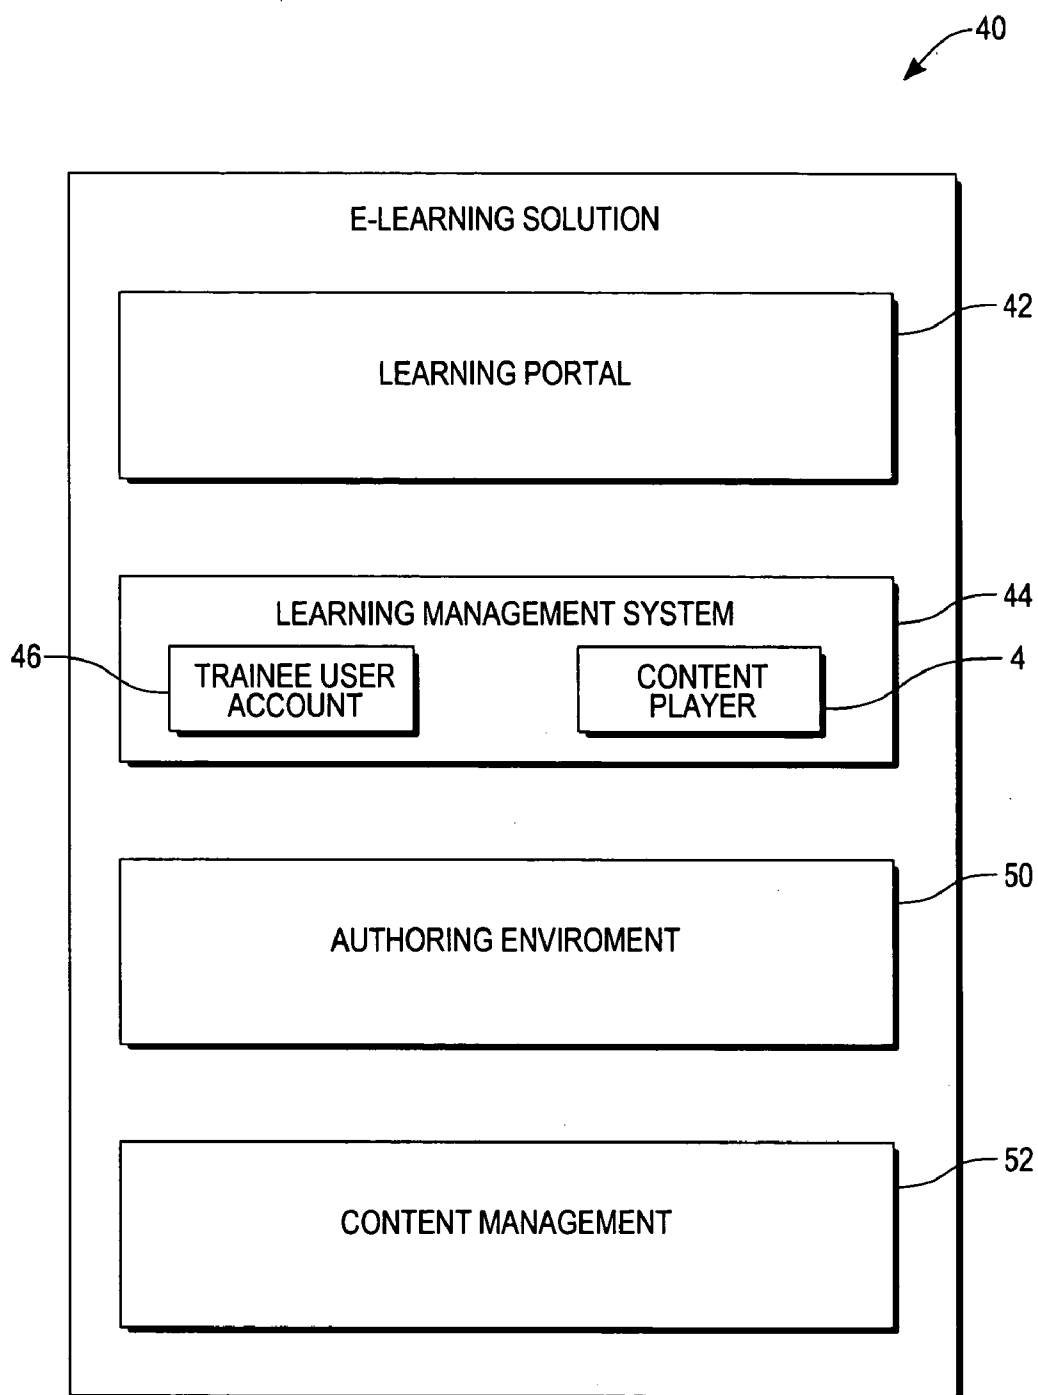 40
E-LEARNING SOLUTION
42
LEARNING PORTAL
44
LEARNING MANAGEMENT SYSTEM
46
TRAINEE USER
ACCOUNT
CONTENT
PLAYER
4
50
AUTHORING ENVIROMENT
52
CONTENT MANAGEMENT